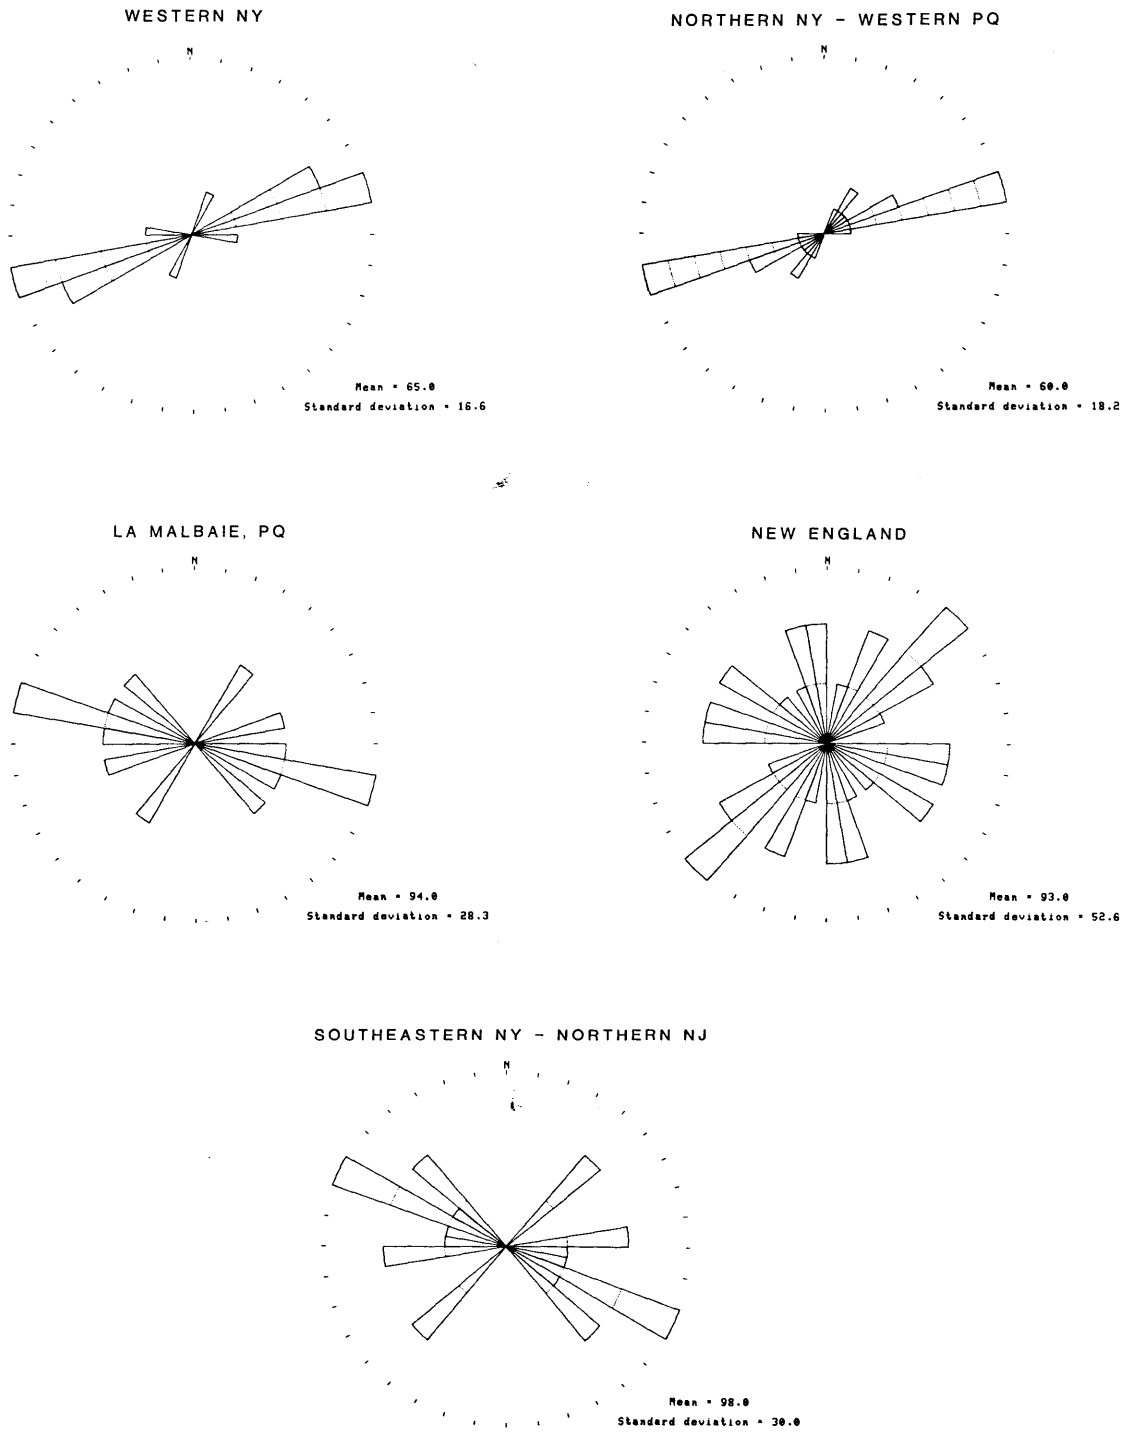 WESTERN NY
N
Mean = 65.0
Standard deviation = 16.6
NORTHERN NY - WESTERN PQ
N
Mean = 60.0
Standard deviation = 18.2
LA MALBAIE, PQ
N
Mean = 94.0
Standard deviation = 28.3
NEW ENGLAND
N
Mean = 93.0
Standard deviation = 52.6
SOUTHEASTERN NY - NORTHERN NJ
N
Mean = 98.0
Standard deviation = 30.0